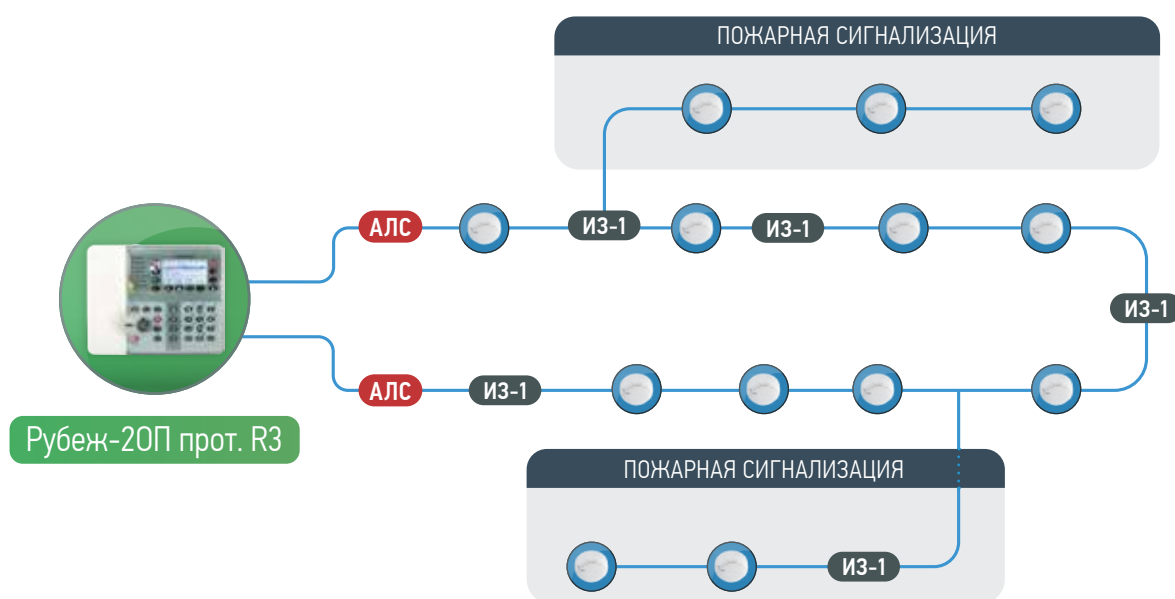 ПОЖАРНАЯ СИГНАЛИЗАЦИЯ
АЛС
ИЗ-1
ИЗ-1
ИЗ-1
АЛС
ИЗ-1
Рубеж-2ОП прот. R3
ПОЖАРНАЯ СИГНАЛИЗАЦИЯ
ИЗ-1